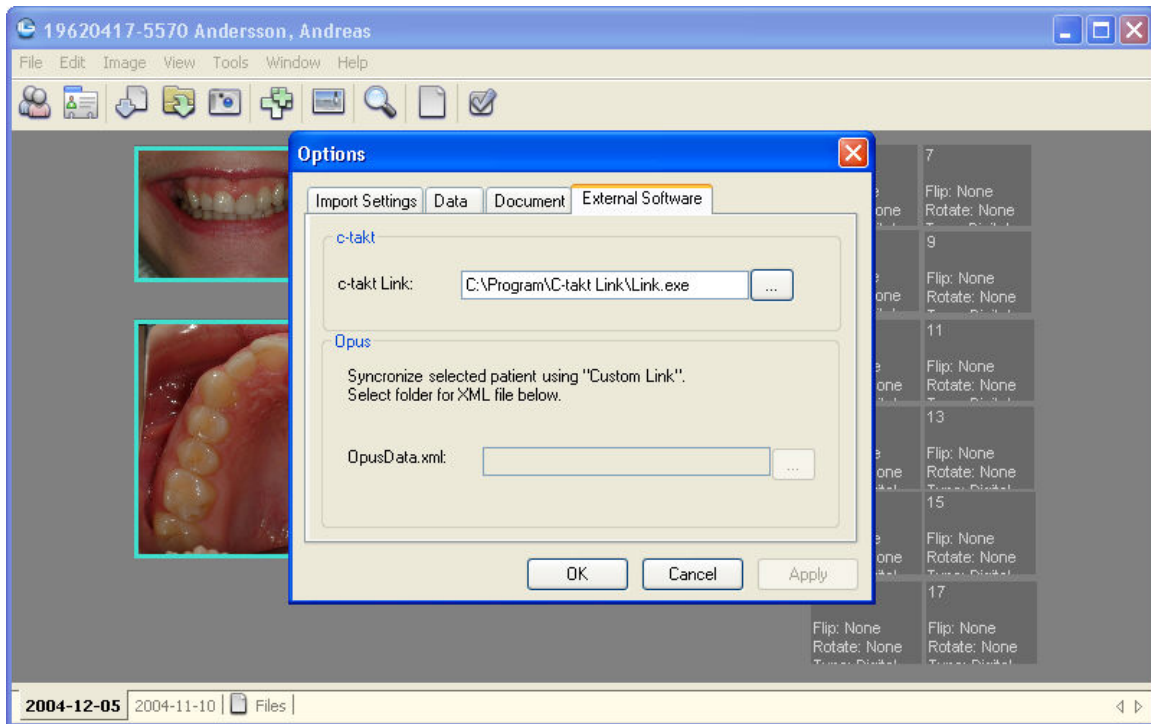 19620417-5570 Andersson, Andreas
File Edit Image View Tools Window Help
Options
Import Settings Data Document External Software
c-takt
c-takt Link: C:\Program\C-takt Link\Link.exe ...
Opus
Syncronize selected patient using "Custom Link".
Select folder for XML file below.
OpusData.xml: ...
OK Cancel Apply
7
Flip: None
Rotate: None
9
Flip: None
Rotate: None
11
Flip: None
Rotate: None
13
Flip: None
Rotate: None
15
Flip: None
Rotate: None
17
Flip: None Flip: None
Rotate: None Rotate: None
2004-12-05 2004-11-10 Files